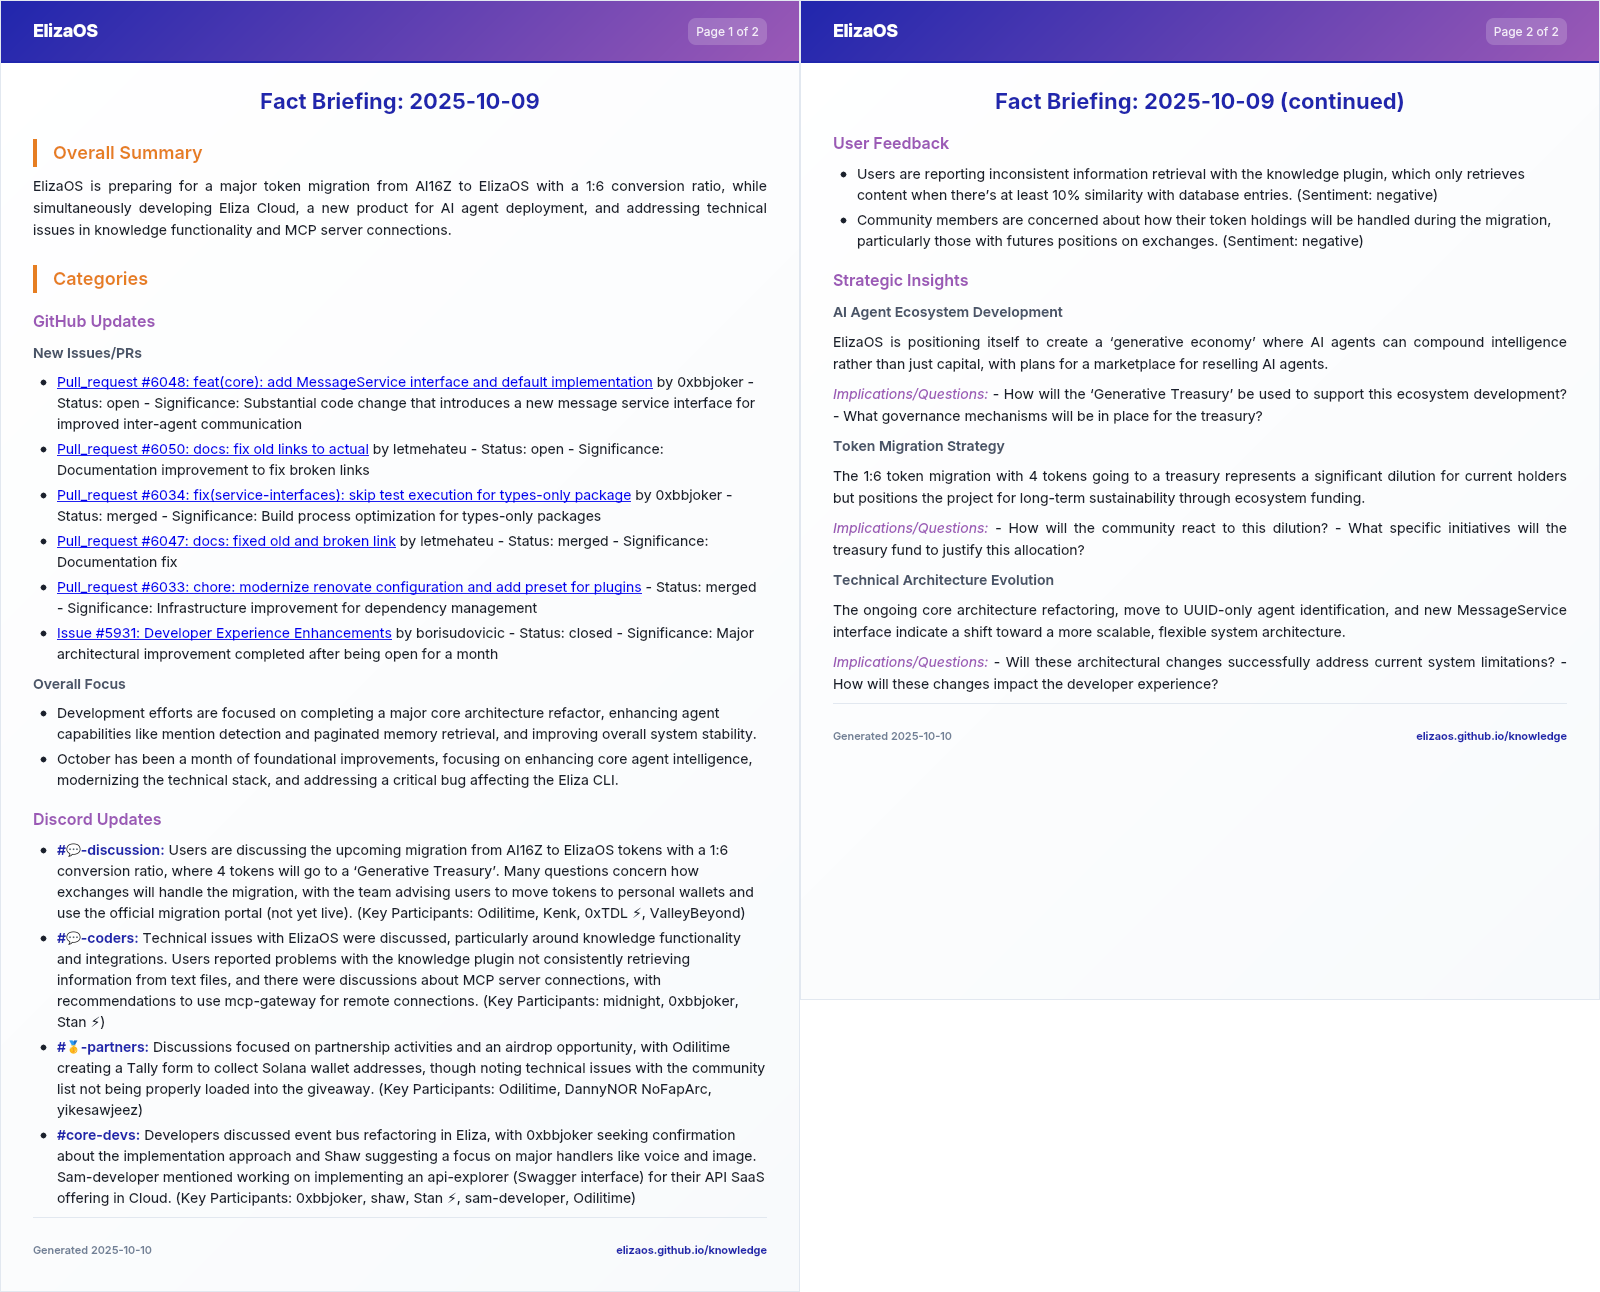 ElizaOS
Page 1 of 2
Fact Briefing: 2025-10-09
Overall Summary
ElizaOS is preparing for a major token migration from AI16Z to ElizaOS with a 1:6 conversion ratio, while
simultaneously developing Eliza Cloud, a new product for AI agent deployment, and addressing technical
issues in knowledge functionality and MCP server connections.
Categories
GitHub Updates
New Issues/PRs
• Pull_request #6048: feat(core): add MessageService interface and default implementation by 0xbbjoker -
Status: open - Significance: Substantial code change that introduces a new message service interface for
improved inter-agent communication
• Pull_request #6050: docs: fix old links to actual by letmehateu - Status: open - Significance:
Documentation improvement to fix broken links
• Pull_request #6034: fix(service-interfaces): skip test execution for types-only package by 0xbbjoker -
Status: merged - Significance: Build process optimization for types-only packages
• Pull_request #6047: docs: fixed old and broken link by letmehateu - Status: merged - Significance:
Documentation fix
• Pull_request #6033: chore: modernize renovate configuration and add preset for plugins - Status: merged
- Significance: Infrastructure improvement for dependency management
• Issue #5931: Developer Experience Enhancements by borisudovicic - Status: closed - Significance: Major
architectural improvement completed after being open for a month
Overall Focus
• Development efforts are focused on completing a major core architecture refactor, enhancing agent
capabilities like mention detection and paginated memory retrieval, and improving overall system stability.
• October has been a month of foundational improvements, focusing on enhancing core agent intelligence,
modernizing the technical stack, and addressing a critical bug affecting the Eliza CLI.
Discord Updates
• #💬-discussion: Users are discussing the upcoming migration from AI16Z to ElizaOS tokens with a 1:6
conversion ratio, where 4 tokens will go to a ‘Generative Treasury’. Many questions concern how
exchanges will handle the migration, with the team advising users to move tokens to personal wallets and
use the official migration portal (not yet live). (Key Participants: Odilitime, Kenk, 0xTDL ⚡, ValleyBeyond)
• #💬-coders: Technical issues with ElizaOS were discussed, particularly around knowledge functionality
and integrations. Users reported problems with the knowledge plugin not consistently retrieving
information from text files, and there were discussions about MCP server connections, with
recommendations to use mcp-gateway for remote connections. (Key Participants: midnight, 0xbbjoker,
Stan ⚡)
• #🥇-partners: Discussions focused on partnership activities and an airdrop opportunity, with Odilitime
creating a Tally form to collect Solana wallet addresses, though noting technical issues with the community
list not being properly loaded into the giveaway. (Key Participants: Odilitime, DannyNOR NoFapArc,
yikesawjeez)
• #core-devs: Developers discussed event bus refactoring in Eliza, with 0xbbjoker seeking confirmation
about the implementation approach and Shaw suggesting a focus on major handlers like voice and image.
Sam-developer mentioned working on implementing an api-explorer (Swagger interface) for their API SaaS
offering in Cloud. (Key Participants: 0xbbjoker, shaw, Stan ⚡, sam-developer, Odilitime)
Generated 2025-10-10
elizaos.github.io/knowledge
ElizaOS
Page 2 of 2
Fact Briefing: 2025-10-09 (continued)
User Feedback
• Users are reporting inconsistent information retrieval with the knowledge plugin, which only retrieves
content when there’s at least 10% similarity with database entries. (Sentiment: negative)
• Community members are concerned about how their token holdings will be handled during the migration,
particularly those with futures positions on exchanges. (Sentiment: negative)
Strategic Insights
AI Agent Ecosystem Development
ElizaOS is positioning itself to create a ‘generative economy’ where AI agents can compound intelligence
rather than just capital, with plans for a marketplace for reselling AI agents.
Implications/Questions: - How will the ‘Generative Treasury’ be used to support this ecosystem development?
- What governance mechanisms will be in place for the treasury?
Token Migration Strategy
The 1:6 token migration with 4 tokens going to a treasury represents a significant dilution for current holders
but positions the project for long-term sustainability through ecosystem funding.
Implications/Questions: - How will the community react to this dilution? - What specific initiatives will the
treasury fund to justify this allocation?
Technical Architecture Evolution
The ongoing core architecture refactoring, move to UUID-only agent identification, and new MessageService
interface indicate a shift toward a more scalable, flexible system architecture.
Implications/Questions: - Will these architectural changes successfully address current system limitations? -
How will these changes impact the developer experience?
Generated 2025-10-10
elizaos.github.io/knowledge